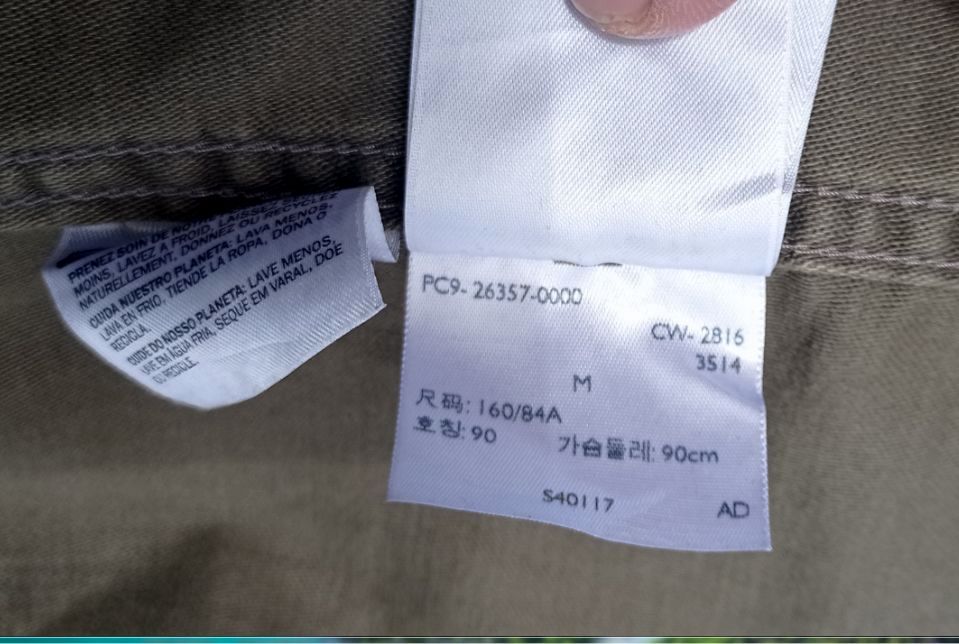 PRENEZ SOIN DE NOTRE LAISSEZ
MOINS, LAVEZ A FROID,
NATURELLEMENT, DONNEZ OU RECYCLEZ
CUIDA NUESTRO PLANETA: LAVA MENOS,
LAVA EN FRIO, TIENDE LA ROPA, DONA O
RECICLA.
CUIDE DO NOSSO PLANETA: LAVE MENOS,
LAVE EM ÁGUA FRIA, SEQUE EM VARAL, DOE
OU RECICLE.
PC9- 26357-0000
CW- 2816
3514
M
尺码: 160/84A
호칭: 90 가슴둘레: 90cm
S40117 AD